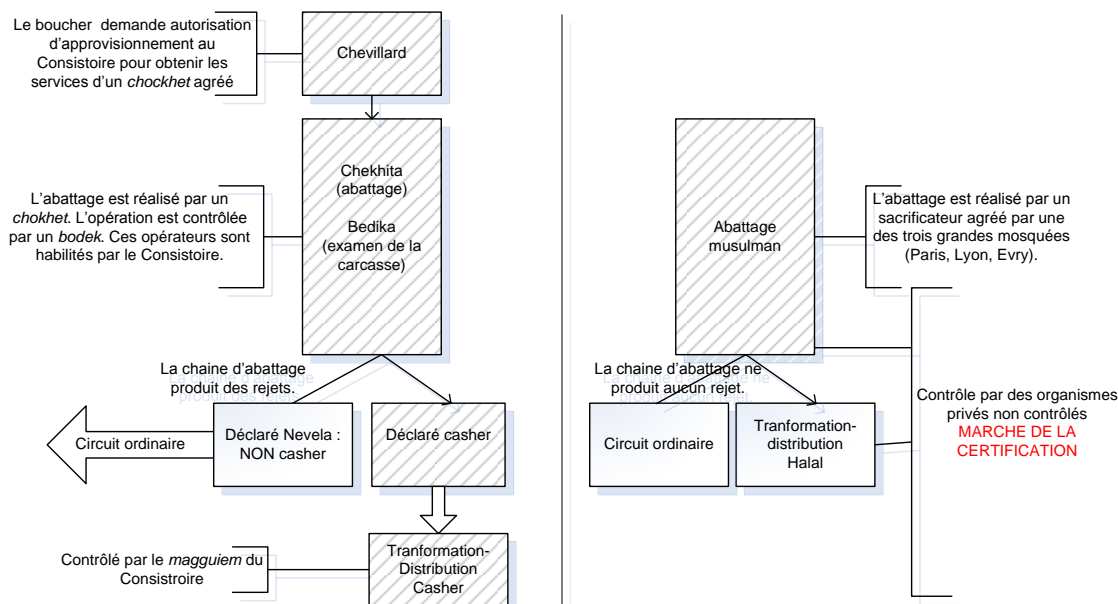 Le boucher demande autorisation
d'approvisionnement au
Consistoire pour obtenir les
services d'un chockhet agréé
Chevillard
Chekhita
(abattage)
Bedika
(examen de la
carcasse)
L'abattage est réalisé par un
chokhet. L'opération est contrôlée
par un bodek. Ces opérateurs sont
habilités par le Consistoire.
La chaine d'abattage
produit des rejets.
Circuit ordinaire
Déclaré Nevela :
NON casher
Déclaré casher
Contrôlé par le magguiem du
Consistroire
Tranformation-
Distribution
Casher
Abattage
musulman
L'abattage est réalisé par un
sacrificateur agréé par une
des trois grandes mosquées
(Paris, Lyon, Evry).
La chaine d'abattage ne
produit aucun rejet.
Circuit ordinaire
Tranformation-
distribution
Halal
Contrôle par des organismes
privés non contrôlés
MARCHE DE LA
CERTIFICATION